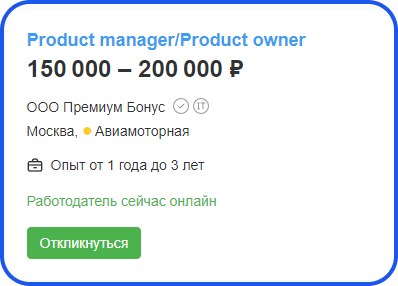 Product manager/Product owner
150 000 – 200 000 ₽
ООО Премиум Бонус IT
Москва, Авиамоторная
Опыт от 1 года до 3 лет
Работодатель сейчас онлайн
Откликнуться